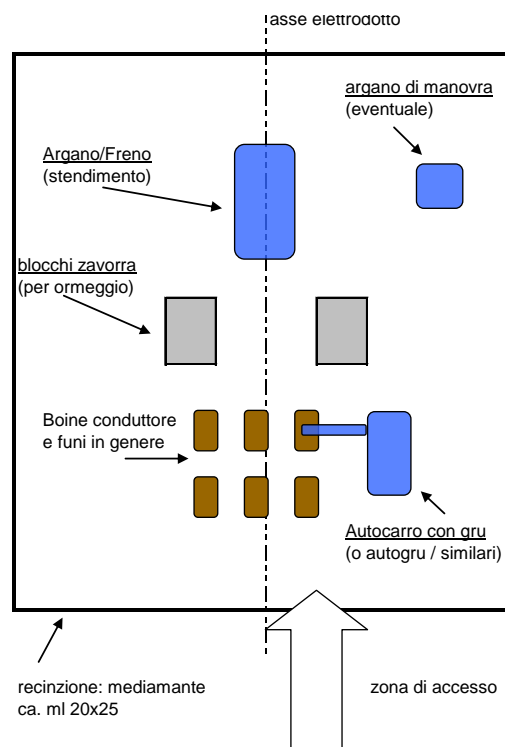 asse elettrodotto
argano di manovra
(eventuale)
Argano/Freno
(stendimento)
blocchi zavorra
(per ormeggio)
Boine conduttore
e funi in genere
Autocarro con gru
(o autogru / similari)
recinzione: mediamante
ca. ml 20x25
zona di accesso